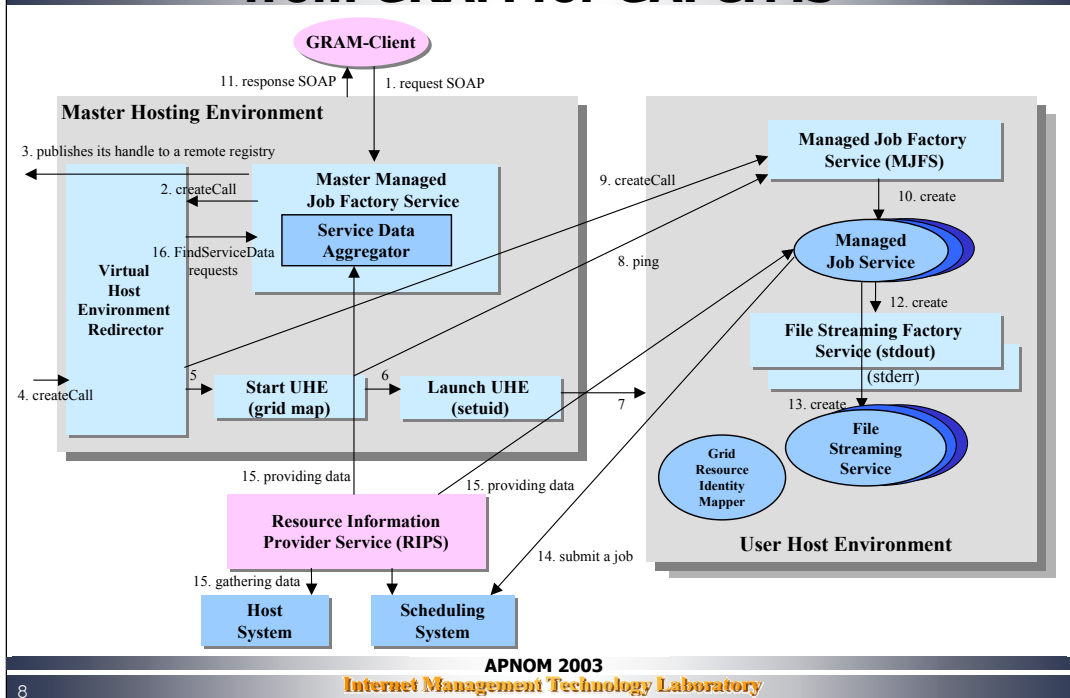 GRAM-Client
11. response SOAP
1. request SOAP
Master Hosting Environment
3. publishes its handle to a remote registry
2. createCall
Master Managed
Job Factory Service
Service Data
Aggregator
16. FindServiceData
requests
Virtual
Host
Environment
Redirector
4. createCall
5
Start UHE
(grid map)
6
Launch UHE
(setuid)
7
9. createCall
8. ping
Managed Job Factory
Service (MJFS)
10. create
Managed
Job Service
12. create
File Streaming Factory
Service (stdout)
(stderr)
13. create
File
Streaming
Service
Grid
Resource
Identity
Mapper
User Host Environment
15. providing data
15. providing data
Resource Information
Provider Service (RIPS)
14. submit a job
15. gathering data
Host
System
Scheduling
System
APNOM 2003
8
Internet Management Technology Laboratory